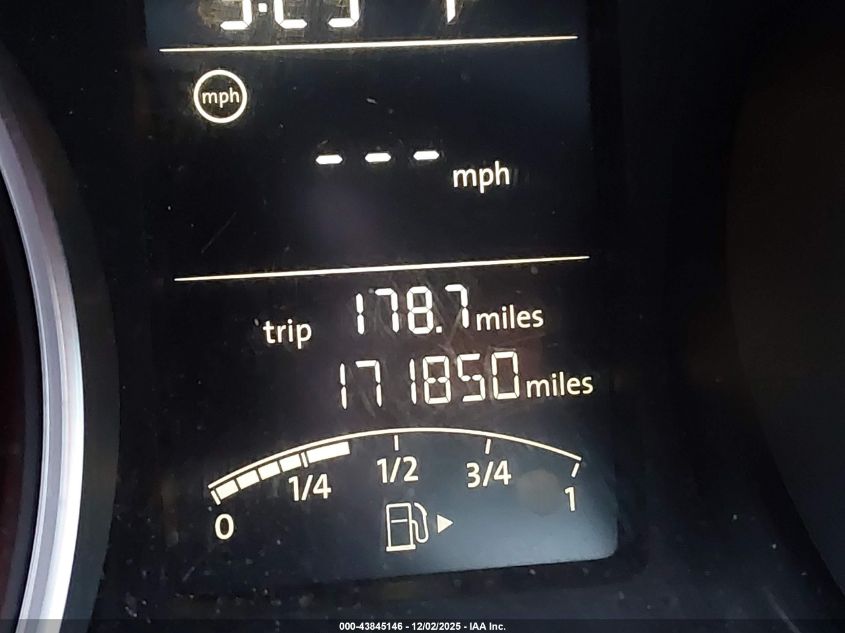 mph
--- mph
trip 178.7 miles
171850 miles
0 1/4 1/2 3/4 1
000-43845146 - 12/02/2025 - IAA Inc.